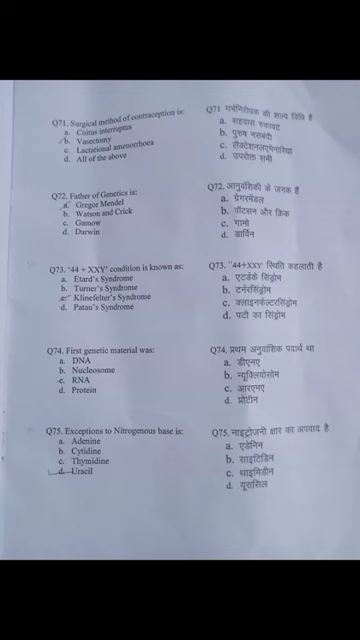 Q71. Surgical method of contraception is:
a. Coitus interruptus
b. Vasectomy
c. Lactational amenorrhoea
d. All of the above
Q71 गर्भनिरोधक की शल्य विधि है
a. सहवास रुकावट
b. पुरुष नसबंदी
c. लैक्टेशनलएमेनोरिया
d. उपरोक्त सभी
Q72. Father of Genetics is:
a. Gregor Mendel
b. Watson and Crick
c. Gamow
d. Darwin
Q72. आनुवंशिकी के जनक हैं
a. ग्रेगरमेंडल
b. वॉटसन और क्रिक
c. गामो
d. डार्विन
Q73. '44 + XXY' condition is known as:
a. Etard's Syndrome
b. Turner's Syndrome
c. Klinefelter's Syndrome
d. Patau's Syndrome
Q73. "44+XXY' स्थिति कहलाती है
a. एटर्डके सिंड्रोम
b. टर्नरसिंड्रोम
c. क्लाइनफेल्टरसिंड्रोम
d. पटौ का सिंड्रोम
Q74. First genetic material was:
a. DNA
b. Nucleosome
c. RNA
d. Protein
Q74. प्रथम अनुवांशिक पदार्थ था
a. डीएनए
b. न्यूक्लियोसोम
c. आरएनए
d. प्रोटीन
Q75. Exceptions to Nitrogenous base is:
a. Adenine
b. Cytidine
c. Thymidine
d. Uracil
Q75. नाइट्रोजनी क्षार का अपवाद है
a. एडेनिन
b. साइटिडिन
c. थाइमिडीन
d. यूरासिल